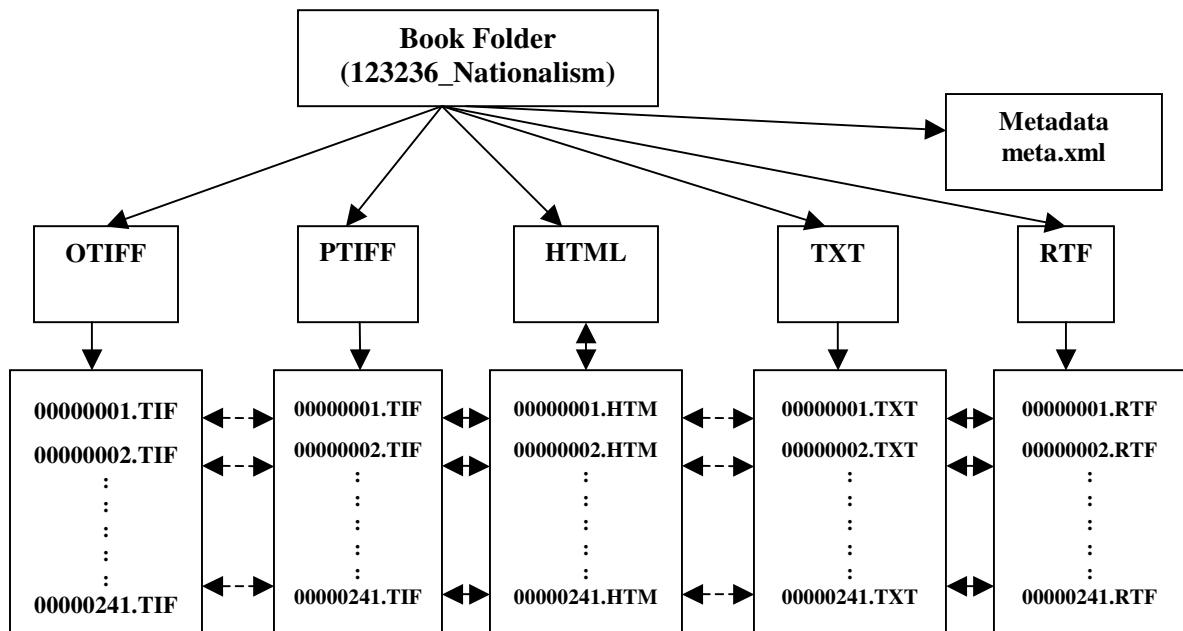 Book Folder
(123236_Nationalism)
Metadata
meta.xml
OTIFF
PTIFF
HTML
TXT
RTF
00000001.TIF
00000002.TIF
:
:
:
:
:
00000241.TIF
00000001.TIF
00000002.TIF
:
:
:
:
:
00000241.TIF
00000001.HTM
00000002.HTM
:
:
:
:
:
00000241.HTM
00000001.TXT
00000002.TXT
:
:
:
:
:
00000241.TXT
00000001.RTF
00000002.RTF
:
:
:
:
:
00000241.RTF